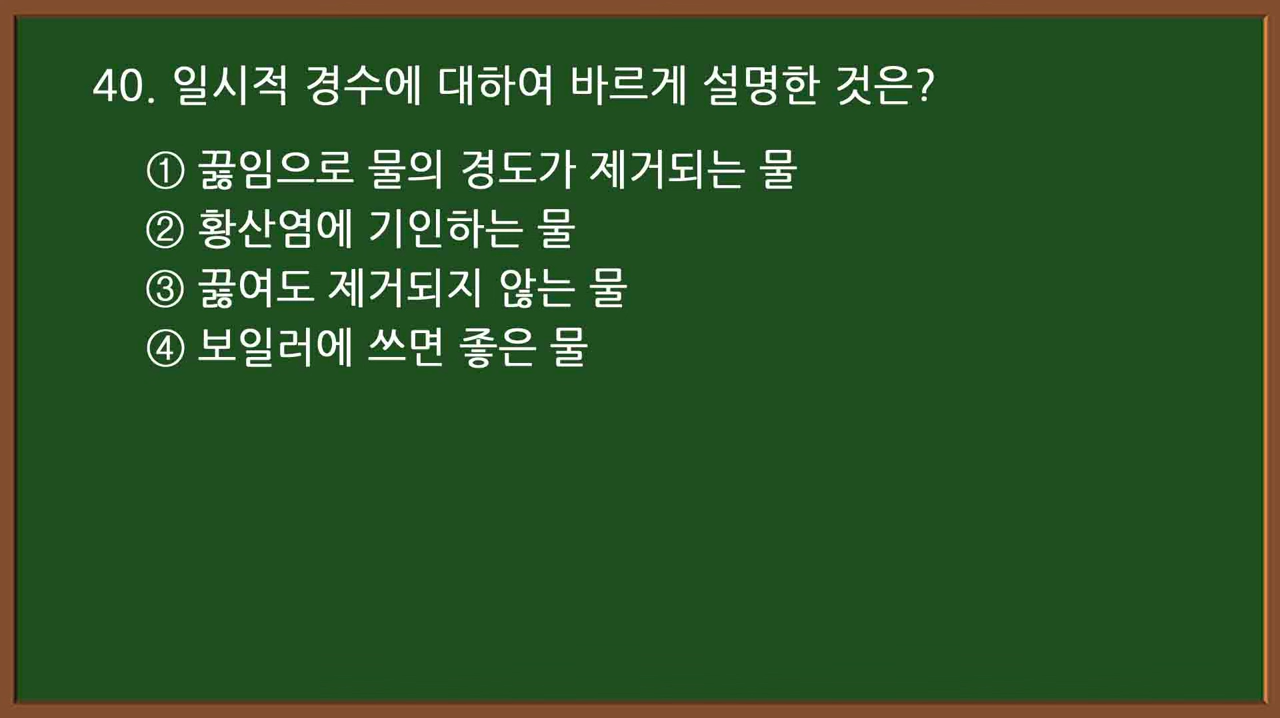 40. 일시적 경수에 대하여 바르게 설명한 것은?
① 끓임으로 물의 경도가 제거되는 물
② 황산염에 기인하는 물
③ 끓여도 제거되지 않는 물
④ 보일러에 쓰면 좋은 물